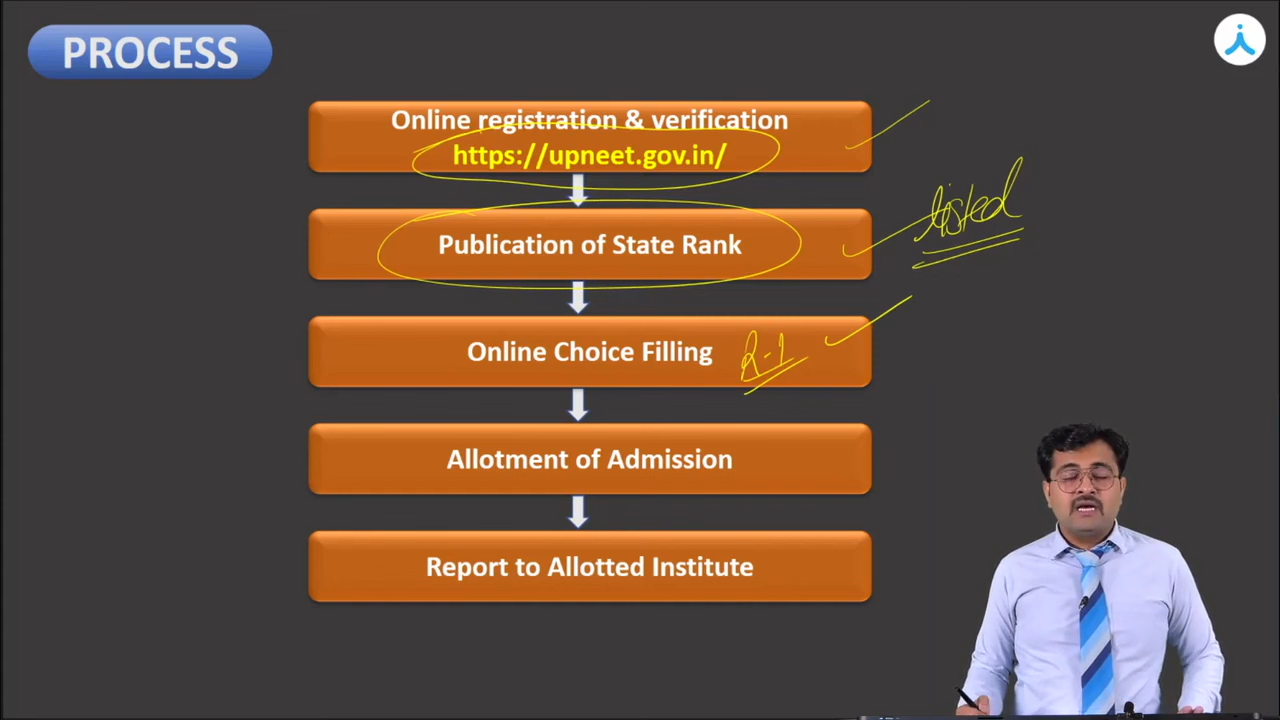 PROCESS
Online registration & verification
https://upneet.gov.in/
Publication of State Rank
listed
Online Choice Filling R-1
Allotment of Admission
Report to Allotted Institute